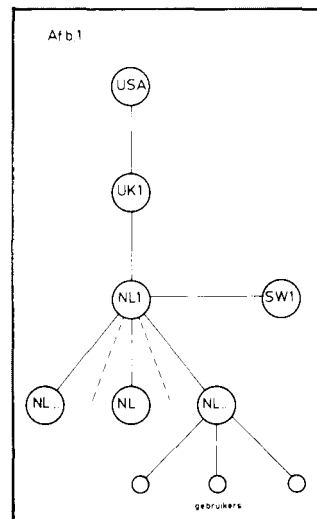 Afb.1
USA
UK1
NL1 SW1
NL... NL NL...
gebruikers